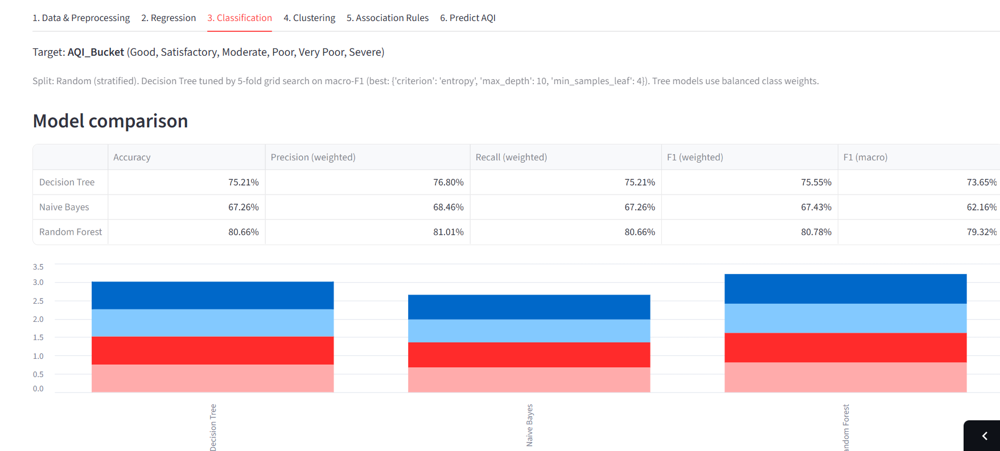 1. Data & Preprocessing 2. Regression 3. Classification 4. Clustering 5. Association Rules 6. Predict AQI
Target: AQI_Bucket (Good, Satisfactory, Moderate, Poor, Very Poor, Severe)
Split: Random (stratified). Decision Tree tuned by 5-fold grid search on macro-F1 (best: {'criterion': 'entropy', 'max_depth': 10, 'min_samples_leaf': 4}). Tree models use balanced class weights.
Model comparison
Accuracy Precision (weighted) Recall (weighted) F1 (weighted) F1 (macro)
Decision Tree 75.21% 76.80% 75.21% 75.55% 73.65%
Naive Bayes 67.26% 68.46% 67.26% 67.43% 62.16%
Random Forest 80.66% 81.01% 80.66% 80.78% 79.32%
3.5
3.0
2.5
2.0
1.5
1.0
0.5
0.0
Decision Tree
Naive Bayes
andom Forest